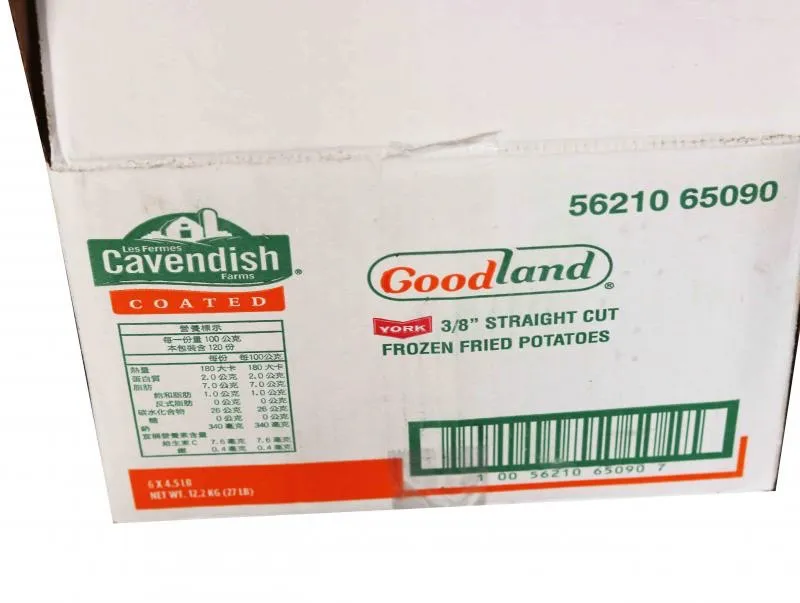 56210 65090
Les Fermes
Cavendish
Farms
®
COATED
Goodland®
YORK 3/8" STRAIGHT CUT
FROZEN FRIED POTATOES
營養標示
每一份量 100 公克
本包裝含 120 份
每份 每100公克
熱量 180 大卡 180 大卡
蛋白質 2.0 公克 2.0 公克
脂肪 7.0 公克 7.0 公克
飽和脂肪 1.0 公克 1.0 公克
反式脂肪 0 公克 0 公克
碳水化合物 26 公克 26 公克
糖 0 公克 0 公克
鈉 340 毫克 340 毫克
宣稱營養素含量
維生素 C 7.6 毫克 7.6 毫克
鐵 0.4 毫克 0.4 毫克
6 X 4.5 LB
NET WT. 12.2 KG (27 LB)
1 00 56210 65090 7